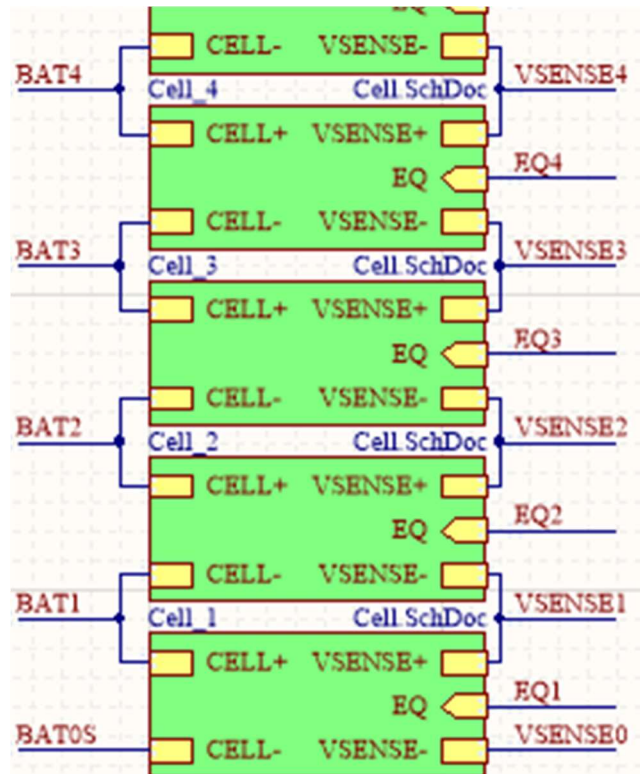 EQ
CELL- VSENSE-
BAT4 VSENSE4
Cell_4 Cell.SchDoc
CELL+ VSENSE+
EQ EQ4
CELL- VSENSE-
BAT3 VSENSE3
Cell_3 Cell.SchDoc
CELL+ VSENSE+
EQ EQ3
CELL- VSENSE-
BAT2 VSENSE2
Cell_2 Cell.SchDoc
CELL+ VSENSE+
EQ EQ2
CELL- VSENSE-
BAT1 VSENSE1
Cell_1 Cell.SchDoc
CELL+ VSENSE+
EQ EQ1
BAT0S CELL- VSENSE- VSENSE0